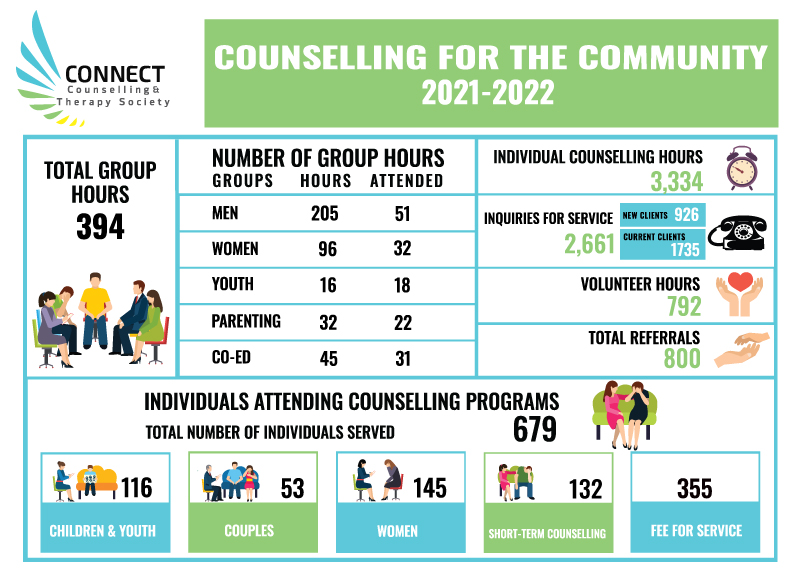 CONNECT
Counselling &
Therapy Society
COUNSELLING FOR THE COMMUNITY
2021-2022
TOTAL GROUP
HOURS
394
NUMBER OF GROUP HOURS
GROUPS HOURS ATTENDED
MEN 205 51
WOMEN 96 32
YOUTH 16 18
PARENTING 32 22
CO-ED 45 31
INDIVIDUAL COUNSELLING HOURS
3,334
INQUIRIES FOR SERVICE
2,661
NEW CLIENTS 926
CURRENT CLIENTS
1735
VOLUNTEER HOURS
792
TOTAL REFERRALS
800
INDIVIDUALS ATTENDING COUNSELLING PROGRAMS
TOTAL NUMBER OF INDIVIDUALS SERVED 679
116
CHILDREN & YOUTH
53
COUPLES
145
WOMEN
132
SHORT-TERM COUNSELLING
355
FEE FOR SERVICE